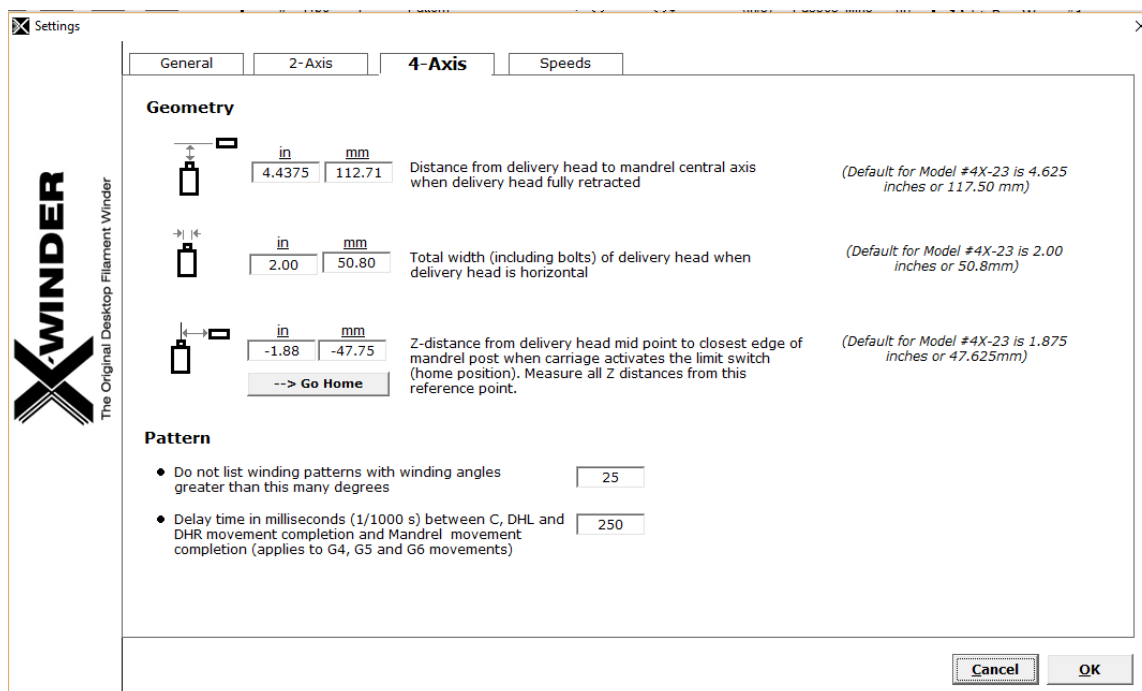 Settings
General
2-Axis
4-Axis
Speeds
Geometry
in mm
4.4375 112.71
Distance from delivery head to mandrel central axis
when delivery head fully retracted
(Default for Model #4X-23 is 4.625
inches or 117.50 mm)
in mm
2.00 50.80
Total width (including bolts) of delivery head when
delivery head is horizontal
(Default for Model #4X-23 is 2.00
inches or 50.8mm)
in mm
-1.88 -47.75
--> Go Home
Z-distance from delivery head mid point to closest edge of
mandrel post when carriage activates the limit switch
(home position). Measure all Z distances from this
reference point.
(Default for Model #4X-23 is 1.875
inches or 47.625mm)
Pattern
Do not list winding patterns with winding angles
greater than this many degrees
25
Delay time in milliseconds (1/1000 s) between C, DHL and
DHR movement completion and Mandrel movement
completion (applies to G4, G5 and G6 movements)
250
X-WINDER
The Original Desktop Filament Winder
Cancel
OK